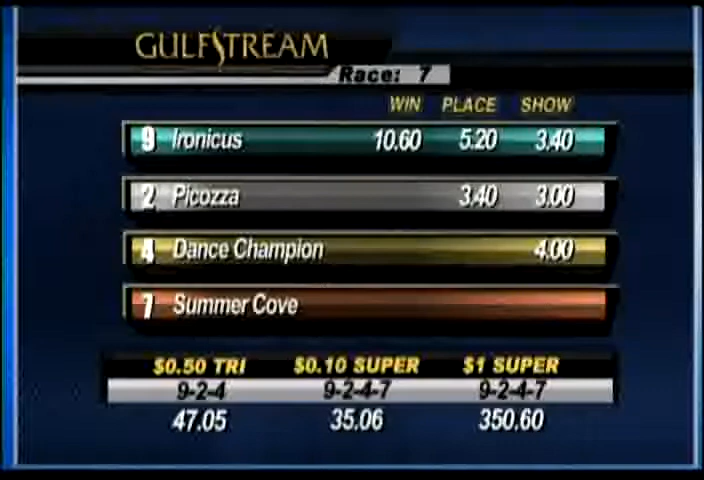 GULFSTREAM
Race: 7
WIN PLACE SHOW
9 Ironicus 10.60 5.20 3.40
2 Picozza 3.40 3.00
4 Dance Champion 4.00
7 Summer Cove
$0.50 TRI $0.10 SUPER $1 SUPER
9-2-4 9-2-4-7 9-2-4-7
47.05 35.06 350.60